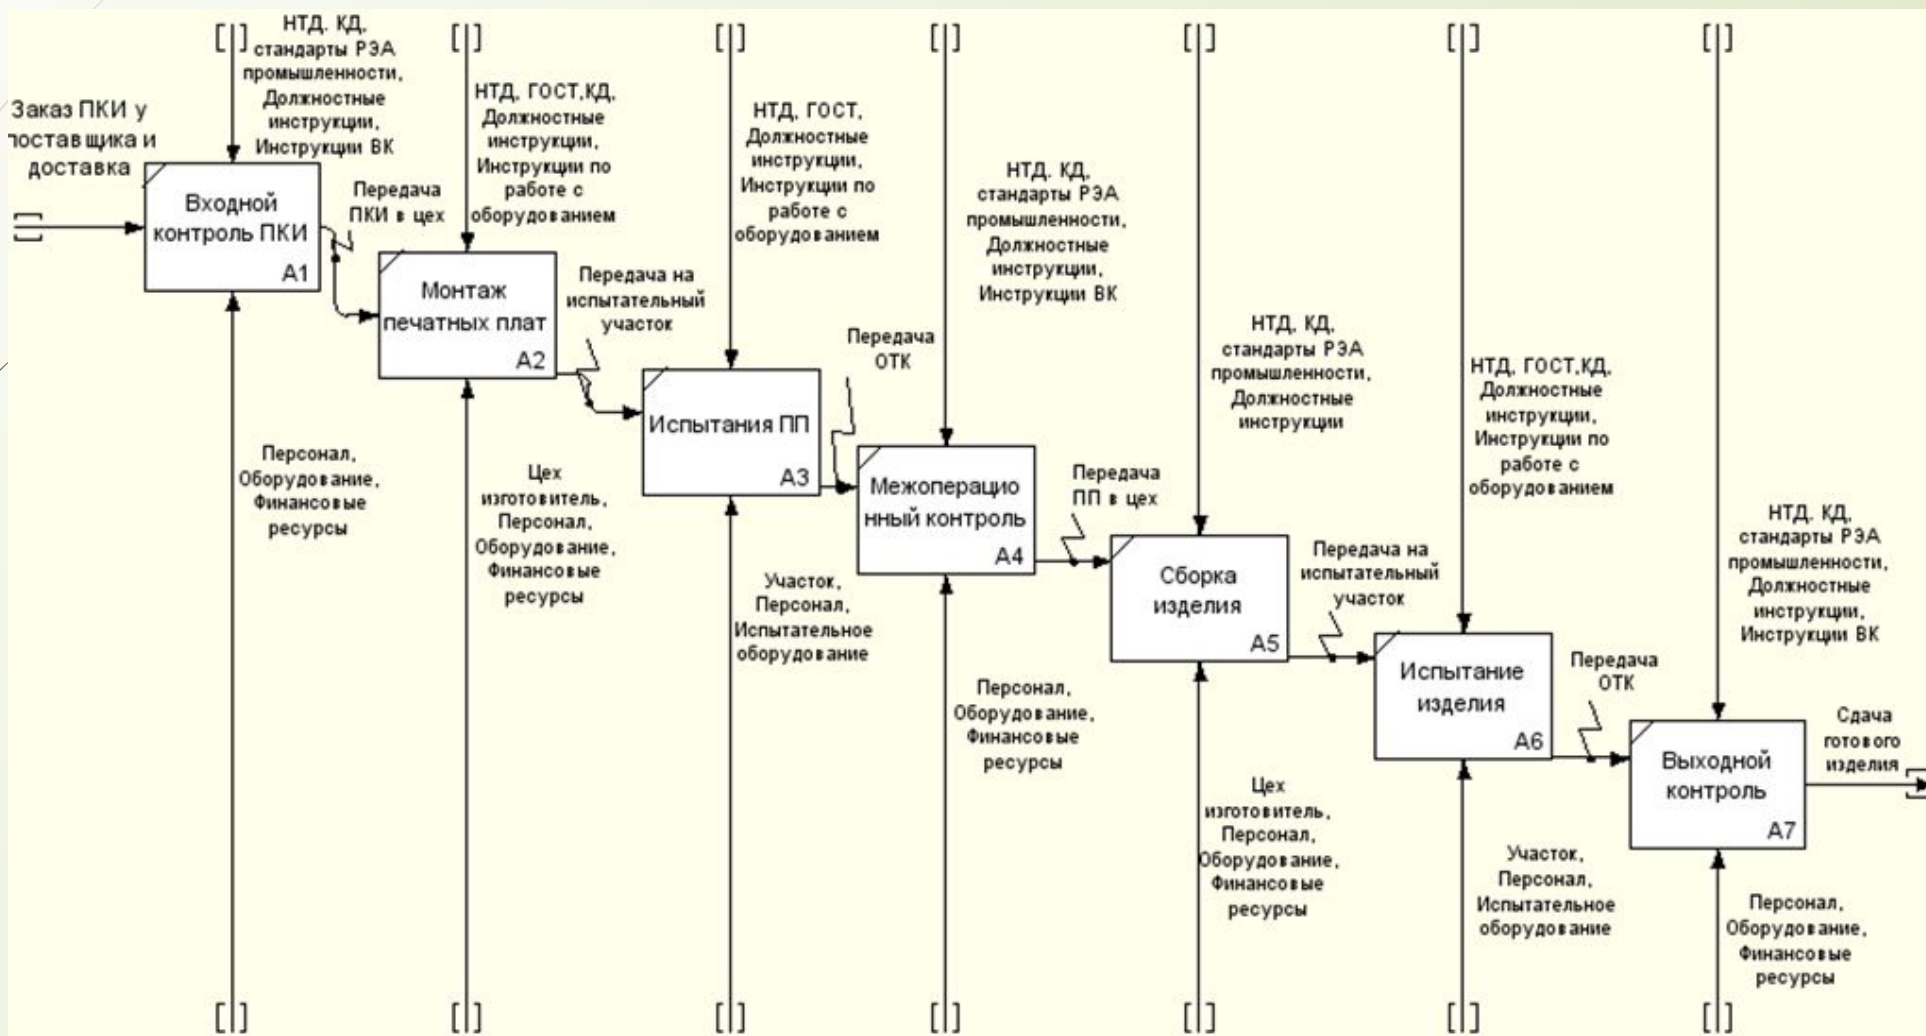 НТД. КД,
стандарты РЭА
промышленности,
Должностные
инструкции,
Инструкции ВК
Заказ ПКИ у
поставщика и
доставка
Входной
контроль ПКИ
A1
Передача
ПКИ в цех
Персонал,
Оборудование,
Финансовые
ресурсы
НТД, ГОСТ,КД,
Должностные
инструкции,
Инструкции по
работе с
оборудованием
Монтаж
печатных плат
A2
Передача на
испытательный
участок
Цех
изготовитель,
Персонал,
Оборудование,
Финансовые
ресурсы
НТД, ГОСТ,
Должностные
инструкции,
Инструкции по
работе с
оборудованием
Испытания ПП
A3
Передача
ОТК
Участок,
Персонал,
Испытательное
оборудование
НТД. КД,
стандарты РЭА
промышленности,
Должностные
инструкции,
Инструкции ВК
Межоперацио
нный контроль
A4
Передача
ПП в цех
Персонал,
Оборудование,
Финансовые
ресурсы
НТД. КД,
стандарты РЭА
промышленности,
Должностные
инструкции
Сборка
изделия
A5
Передача на
испытательный
участок
Цех
изготовитель,
Персонал,
Оборудование,
Финансовые
ресурсы
НТД, ГОСТ,КД,
Должностные
инструкции,
Инструкции по
работе с
оборудованием
Испытание
изделия
A6
Передача
ОТК
Участок,
Персонал,
Испытательное
оборудование
НТД. КД,
стандарты РЭА
промышленности,
Должностные
инструкции,
Инструкции ВК
Выходной
контроль
A7
Сдача
готового
изделия
Персонал,
Оборудование,
Финансовые
ресурсы